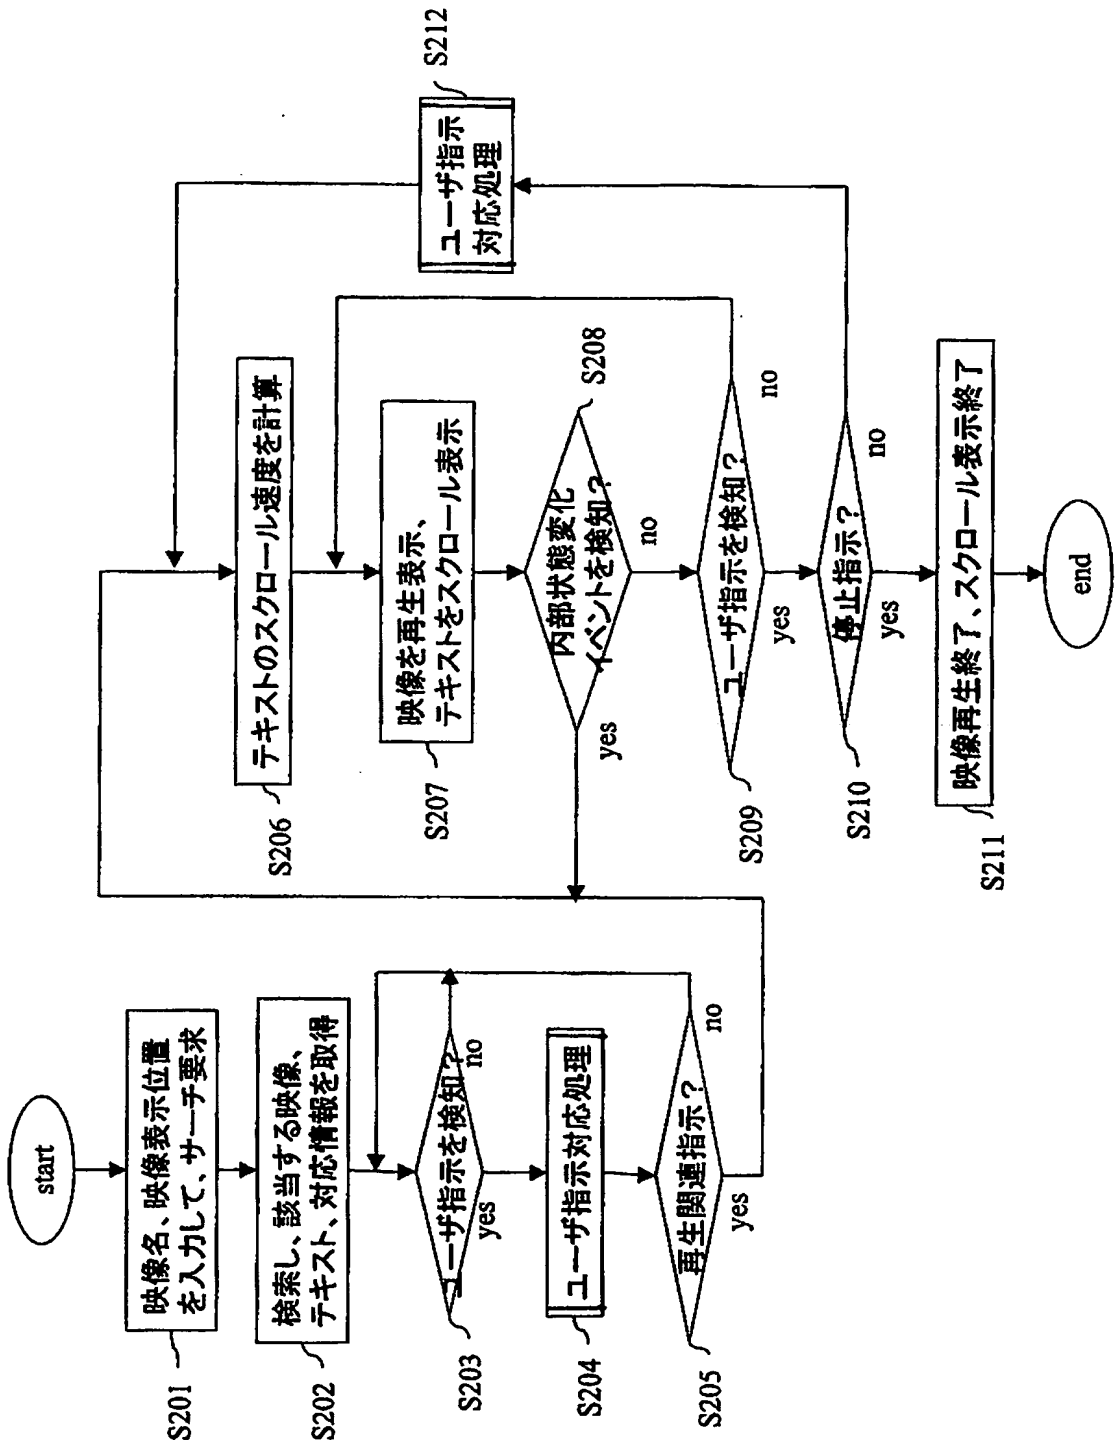 start
S201
映像名、映像表示位置
を入力して、サーチ要求
S202
検索し、該当する映像、
テキスト、対応情報を取得
S203
ユーザ指示を検知？
no
yes
S204
ユーザ指示対応処理
S205
再生関連指示？
no
yes
S206
テキストのスクロール速度を計算
S207
映像を再生表示、
テキストをスクロール表示
S208
内部状態変化
イベントを検知？
yes
no
S209
ユーザ指示を検知？
no
yes
S210
停止指示？
no
yes
S211
映像再生終了、スクロール表示終了
end
S212
ユーザ指示
対応処理